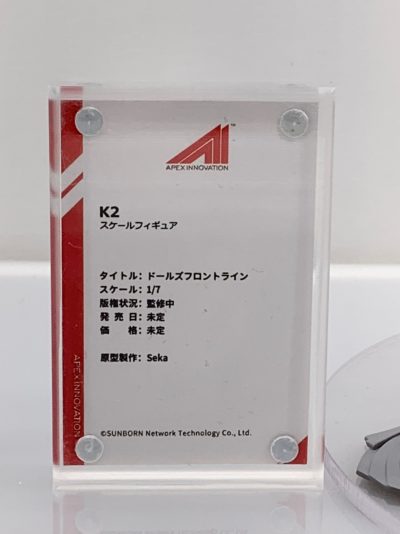 APEX INNOVATION
K2
スケールフィギュア
タイトル：ドールズフロントライン
スケール：1/7
版権状況：監修中
発 売 日：未定
価　　格：未定
原型製作：Seka
APEX INNOVATION
©SUNBORN Network Technology Co., Ltd.